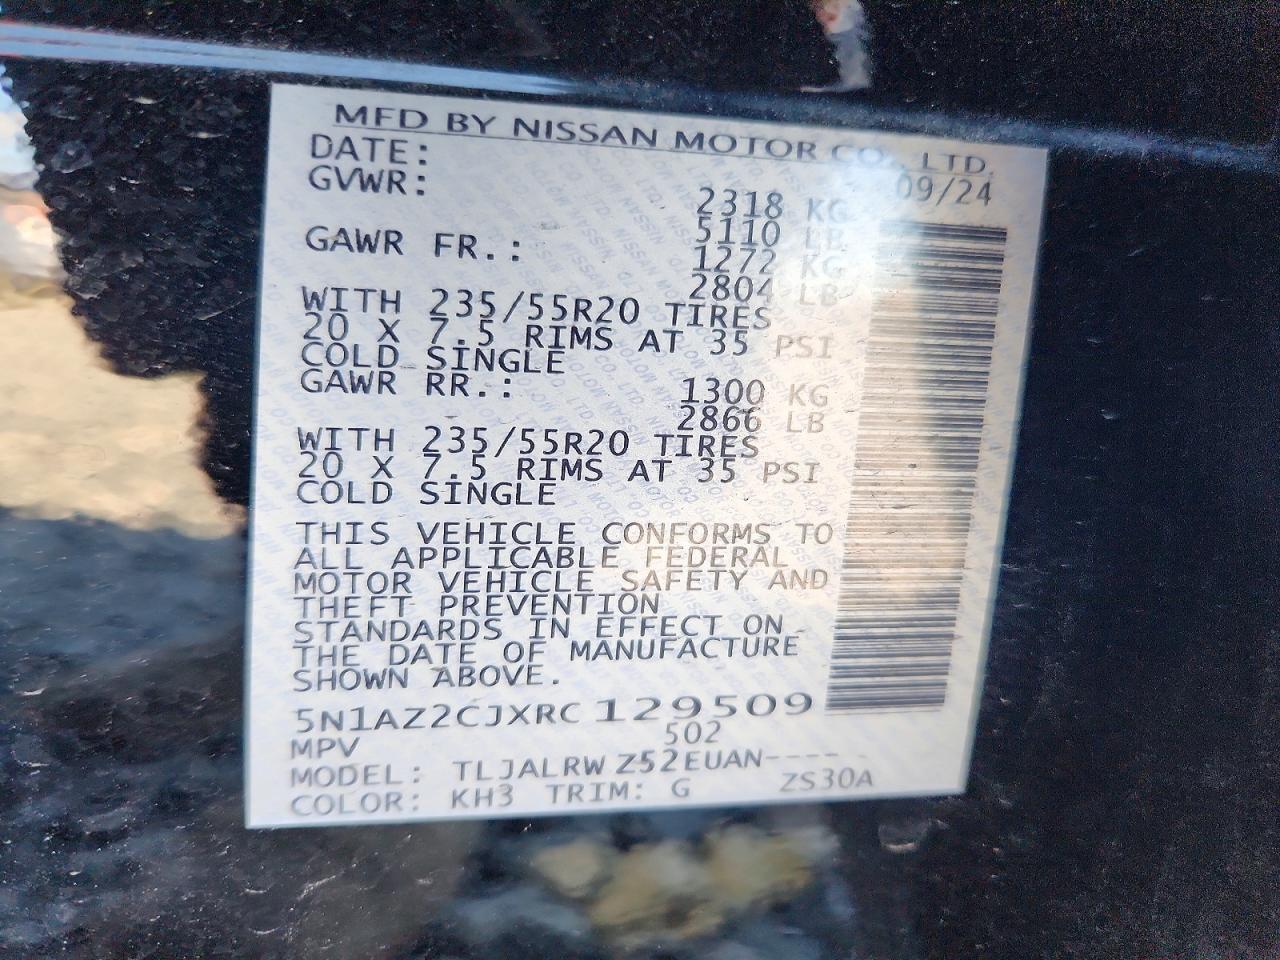 MFD BY NISSAN MOTOR CO., LTD.
DATE: 09/24
GVWR: 2318 KG
5110 LB
GAWR FR.: 1272 KG
2804 LB
WITH 235/55R20 TIRES
20 X 7.5 RIMS AT 35 PSI
COLD SINGLE
GAWR RR.: 1300 KG
2866 LB
WITH 235/55R20 TIRES
20 X 7.5 RIMS AT 35 PSI
COLD SINGLE
THIS VEHICLE CONFORMS TO
ALL APPLICABLE FEDERAL
MOTOR VEHICLE SAFETY AND
THEFT PREVENTION
STANDARDS IN EFFECT ON
THE DATE OF MANUFACTURE
SHOWN ABOVE.
5N1AZ2CJXRC129509
MPV 502
MODEL: TLJALRWZ52EUAN-----
COLOR: KH3 TRIM: G ZS30A